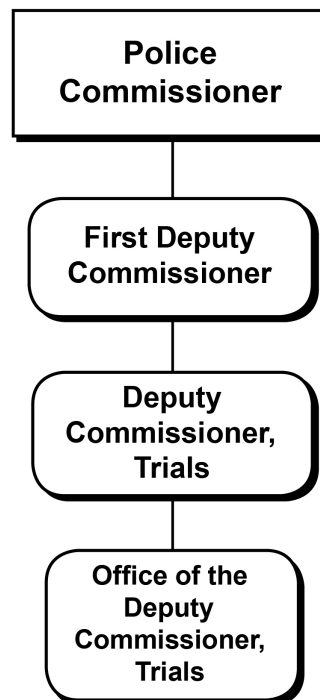 Police
Commissioner
First Deputy
Commissioner
Deputy
Commissioner,
Trials
Office of the
Deputy
Commissioner,
Trials